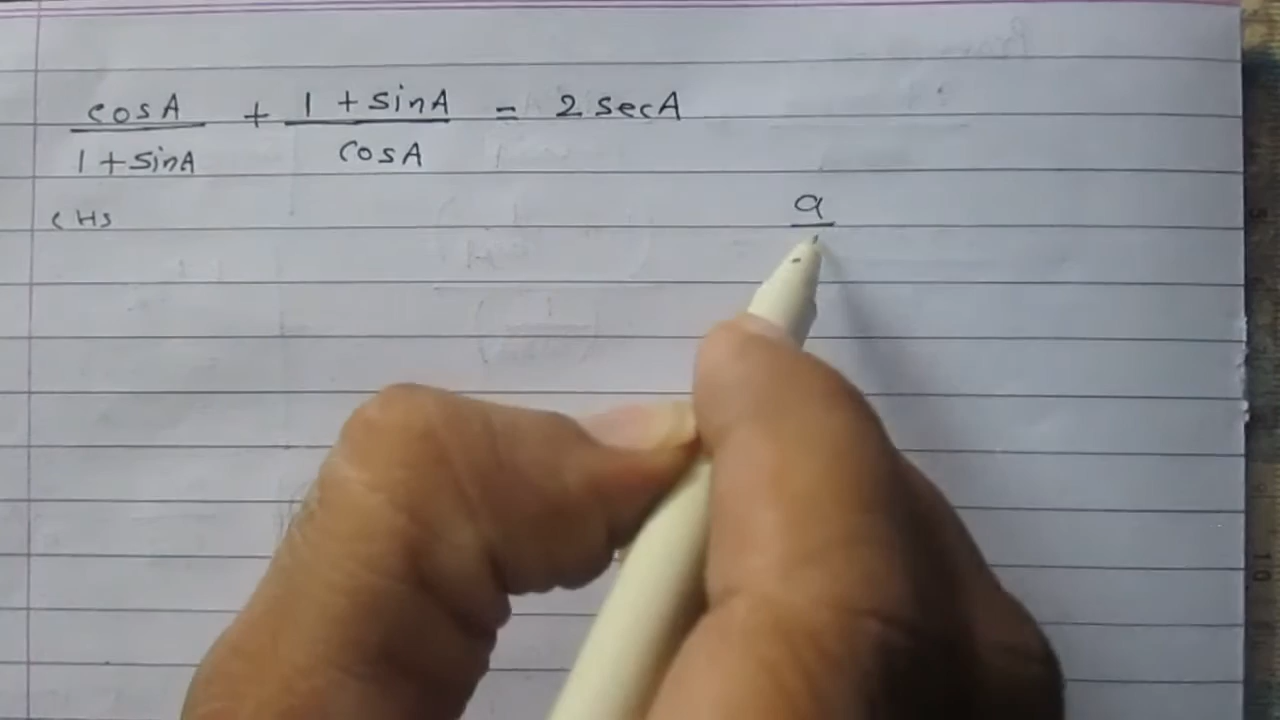 cosA/1+sinA + 1+sinA/cosA = 2 secA
LHS
a